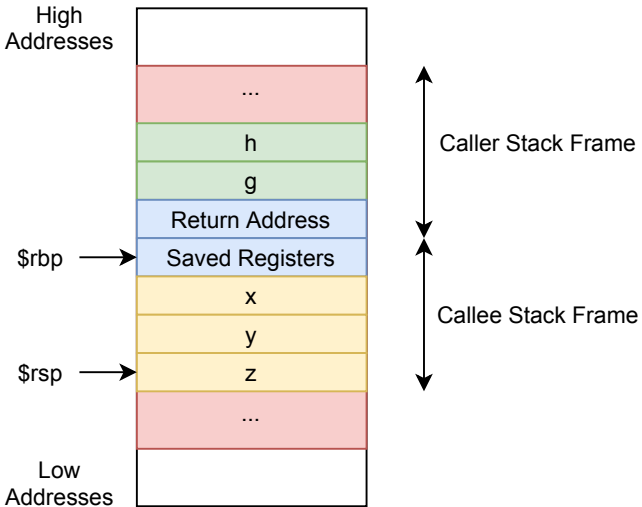 High
Addresses
...
h
Caller Stack Frame
g
Return Address
$rbp
Saved Registers
x
Callee Stack Frame
y
$rsp
z
...
Low
Addresses